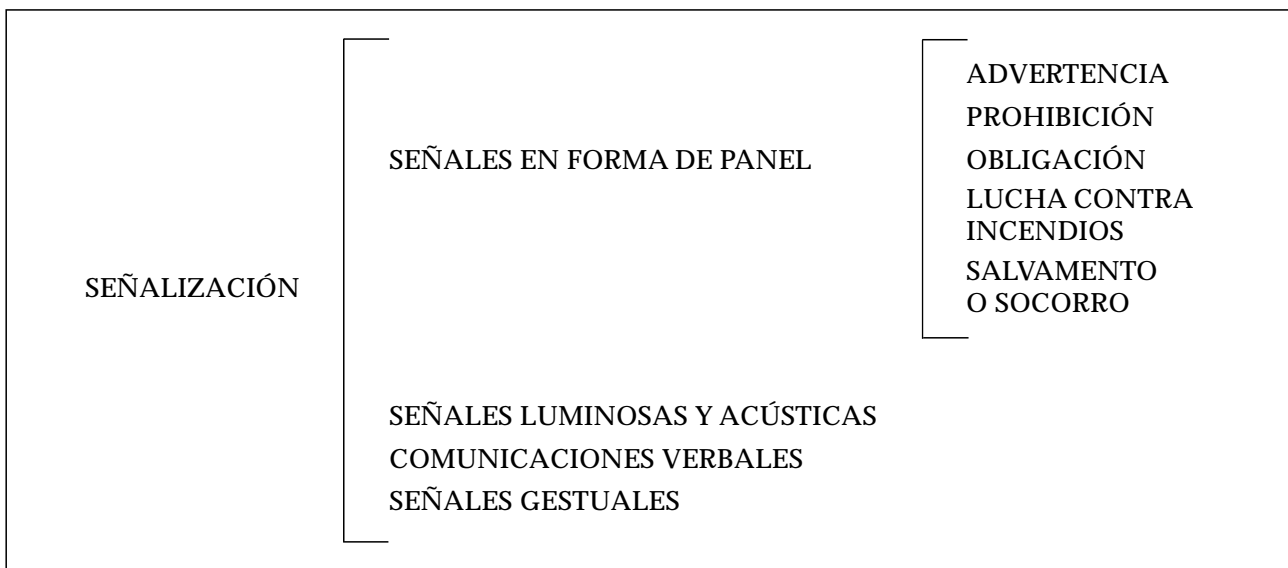 SEÑALIZACIÓN
SEÑALES EN FORMA DE PANEL
ADVERTENCIA
PROHIBICIÓN
OBLIGACIÓN
LUCHA CONTRA
INCENDIOS
SALVAMENTO
O SOCORRO
SEÑALES LUMINOSAS Y ACÚSTICAS
COMUNICACIONES VERBALES
SEÑALES GESTUALES